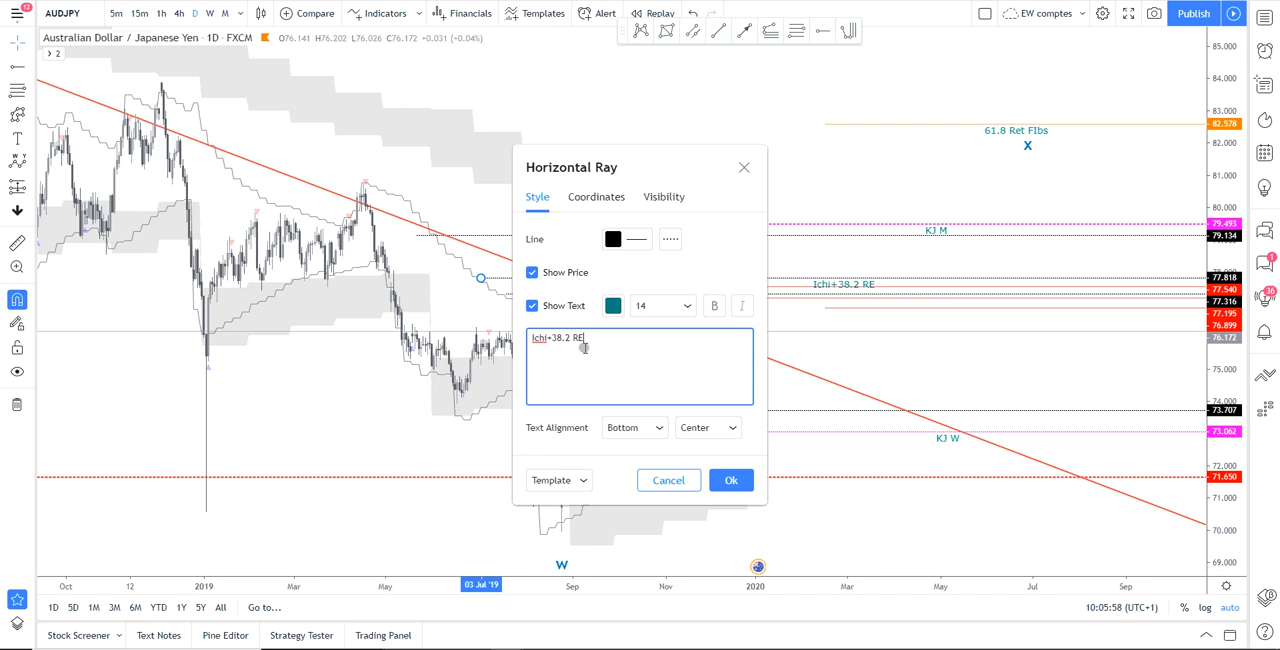 12
AUDJPY 5m 15m 1h 4h D W M Compare Indicators Financials Templates Alert Replay EW comptes Publish
Australian Dollar / Japanese Yen · 1D · FXCM O76.141 H76.202 L76.026 C76.172 +0.031 (+0.04%)
> 2
85.000
84.000
83.000
82.578
61.8 Ret FIbs
X
82.000
81.000
80.000
79.493
KJ M
79.134
77.818
Ichi+38.2 RE
77.540
77.316
77.195
76.899
76.172
75.000
74.000
73.707
73.062
KJ W
72.000
71.650
71.000
70.000
69.000
Horizontal Ray
Style Coordinates Visibility
Line
Show Price
Show Text 14 B I
Ichi+38.2 RE
Text Alignment Bottom Center
Template Cancel Ok
W
Oct 12 2019 Mar May 03 Jul '19 Sep Nov 2020 Mar May Jul Sep
1D 5D 1M 3M 6M YTD 1Y 5Y All Go to... 10:05:58 (UTC+1) % log auto
Stock Screener Text Notes Pine Editor Strategy Tester Trading Panel
1
36